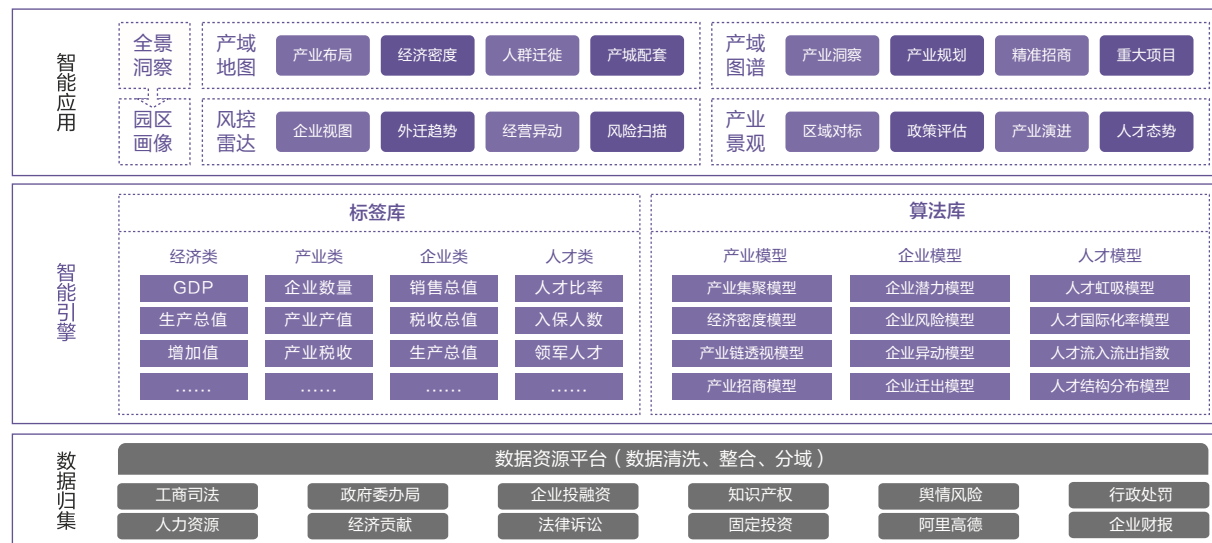 智能应用
全景
洞察
园区
画像
产域
地图
产业布局
经济密度
人群迁徙
产城配套
产域
图谱
产业洞察
产业规划
精准招商
重大项目
风控
雷达
企业视图
外迁趋势
经营异动
风险扫描
产业
景观
区域对标
政策评估
产业演进
人才态势
智能引擎
标签库
经济类
产业类
企业类
人才类
GDP
企业数量
销售总值
人才比率
生产总值
产业产值
税收总值
入保人数
增加值
产业税收
生产总值
领军人才
……
……
……
……
算法库
产业模型
企业模型
人才模型
产业集聚模型
企业潜力模型
人才虹吸模型
经济密度模型
企业风险模型
人才国际化率模型
产业链透视模型
企业异动模型
人才流入流出指数
产业招商模型
企业迁出模型
人才结构分布模型
数据归集
数据资源平台（数据清洗、整合、分域）
工商司法
政府委办局
企业投融资
知识产权
舆情风险
行政处罚
人力资源
经济贡献
法律诉讼
固定投资
阿里高德
企业财报